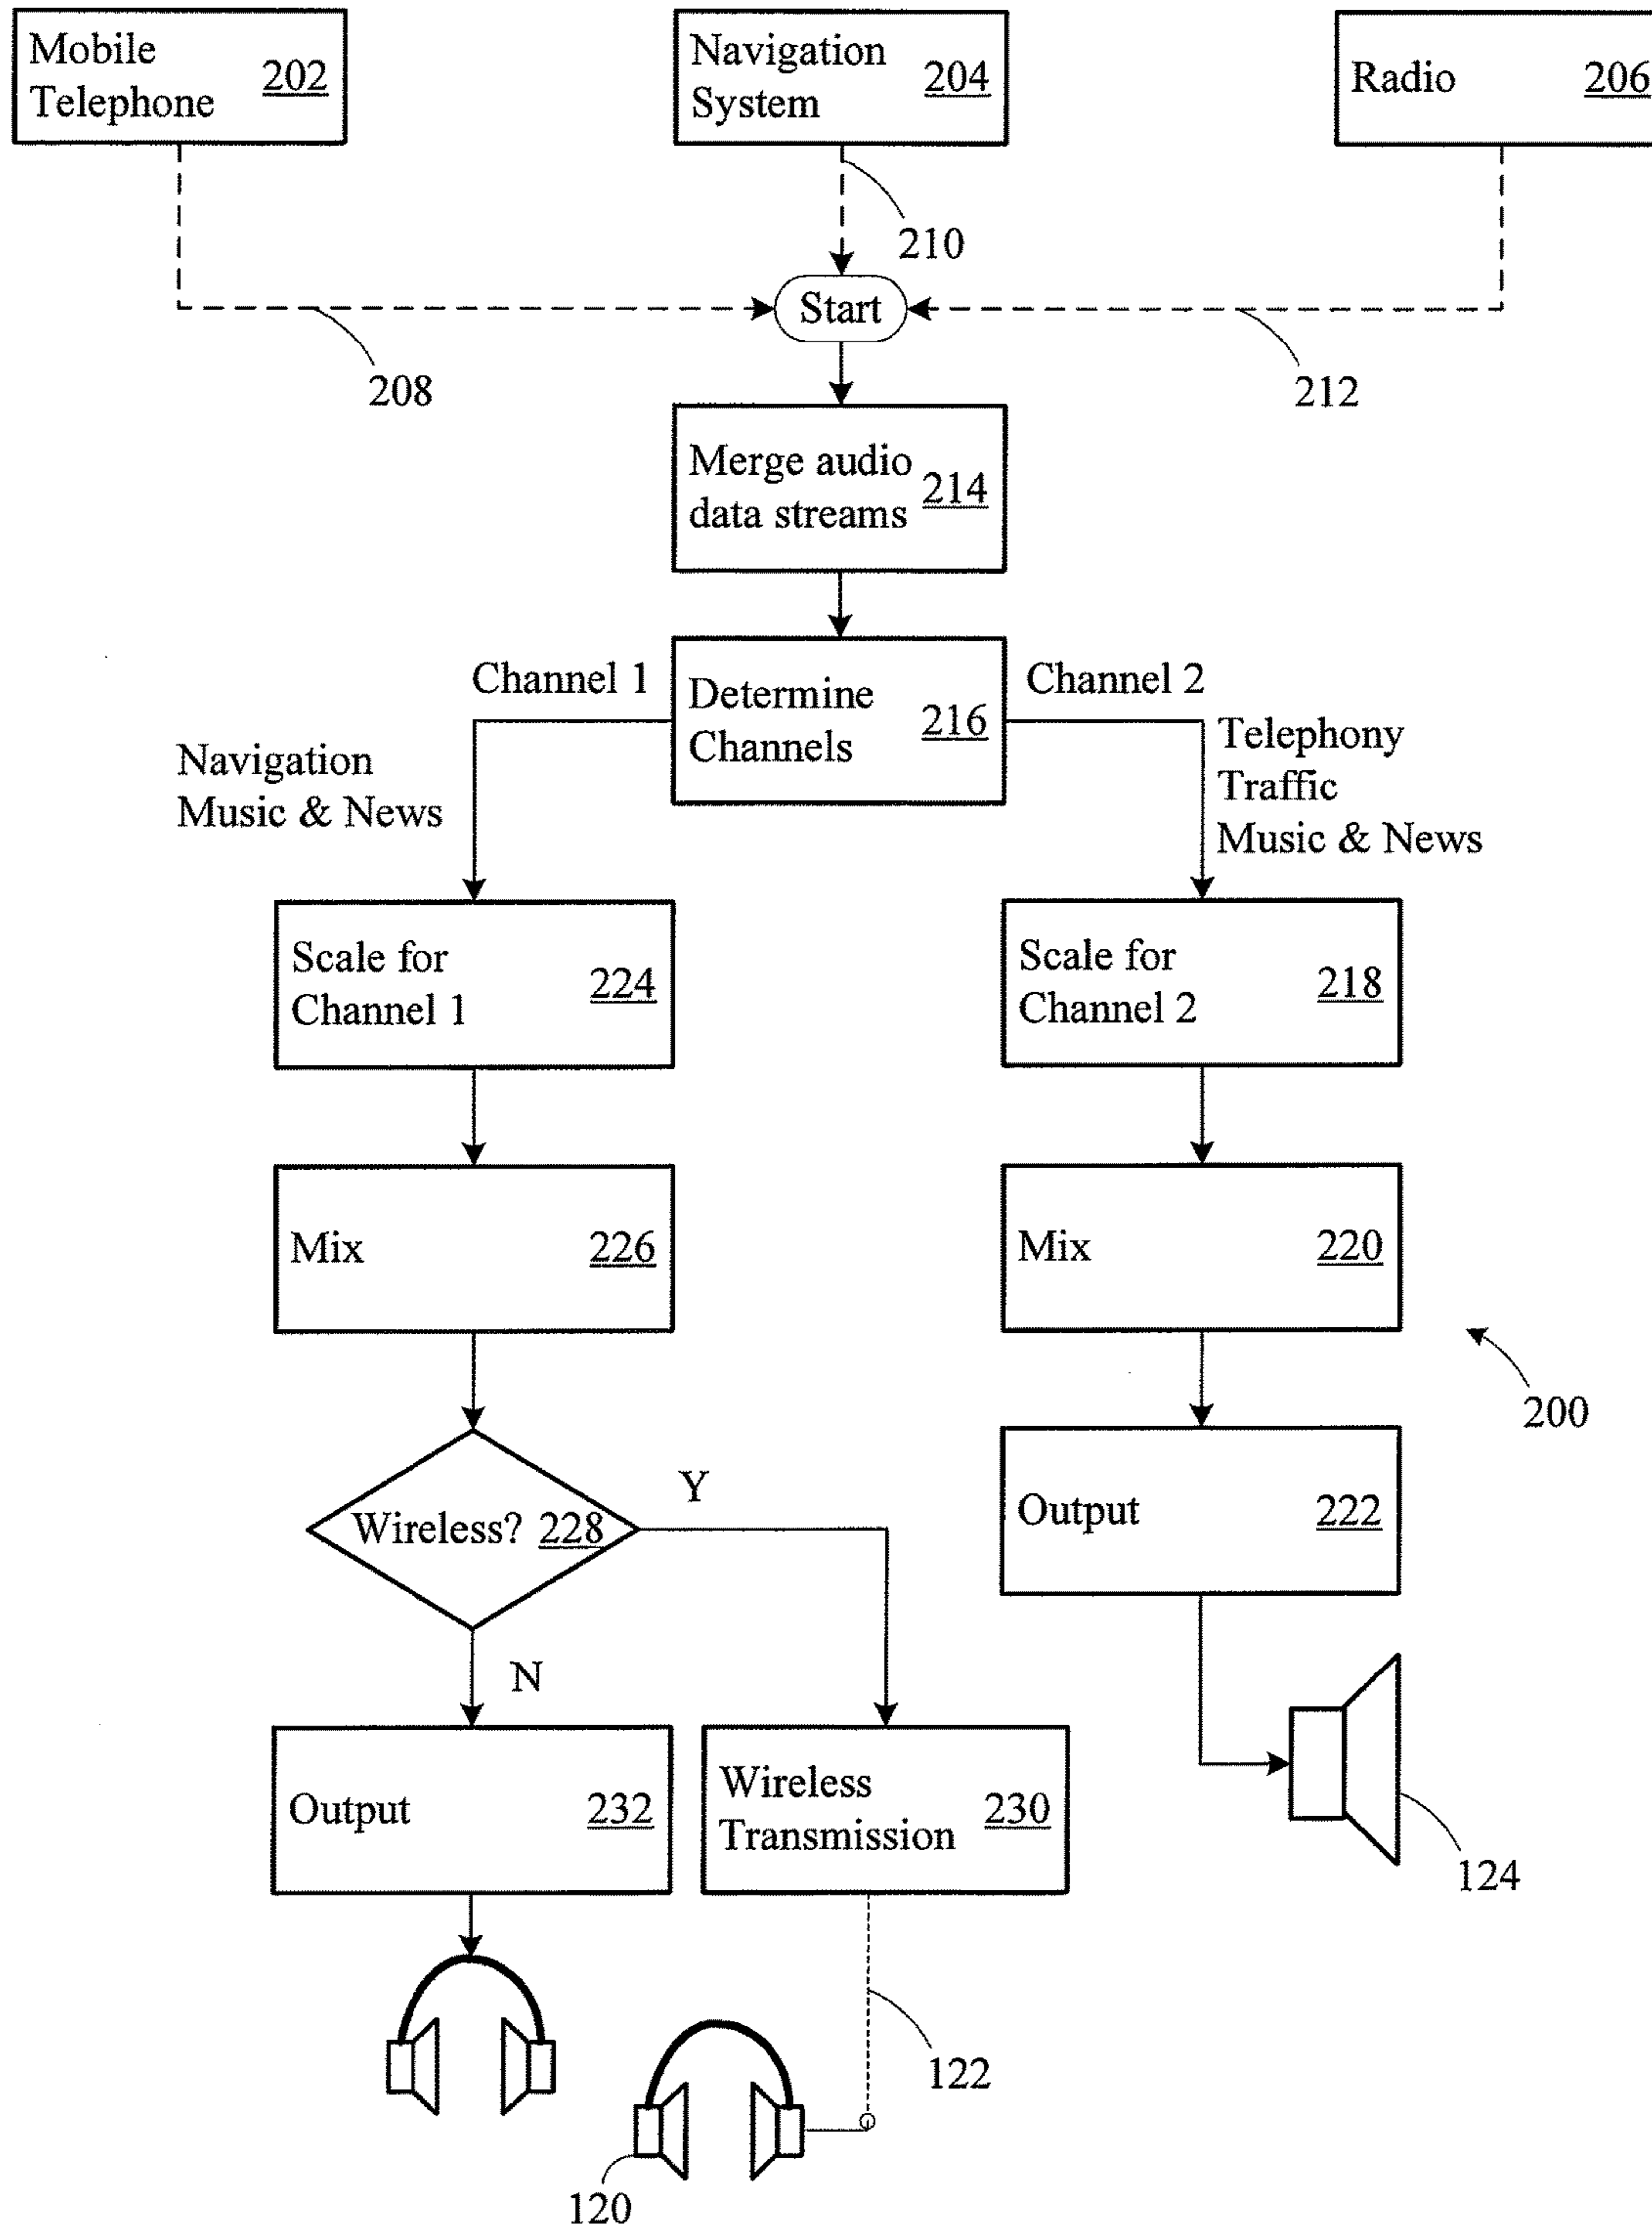 Mobile
Telephone 202
Navigation
System 204
Radio 206
210
Start
208
212
Merge audio
data streams 214
Channel 1
Channel 2
Determine
Channels 216
Navigation
Music & News
Telephony
Traffic
Music & News
Scale for
Channel 1 224
Scale for
Channel 2 218
Mix 226
Mix 220
200
Wireless? 228
Y
Output 222
N
Output 232
Wireless
Transmission 230
124
122
120